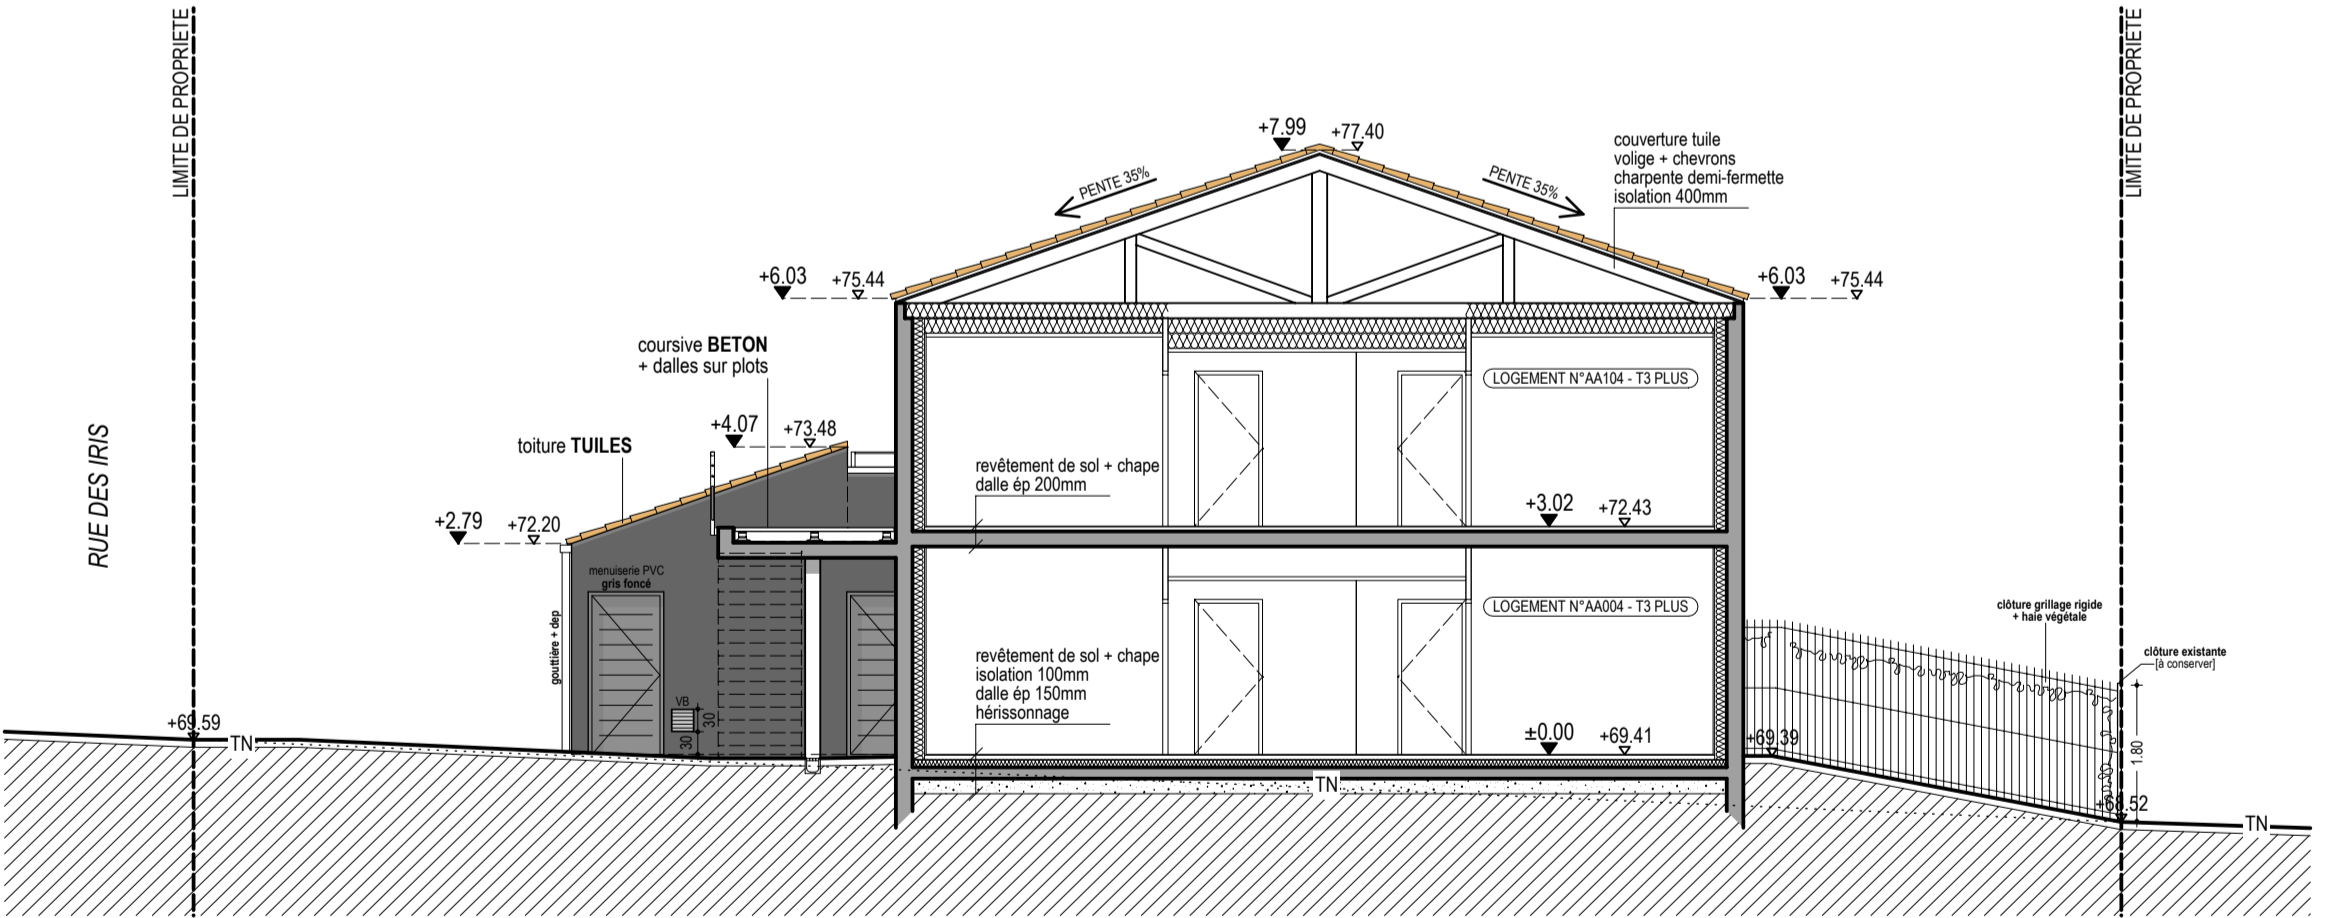 LIMITE DE PROPRIETE
LIMITE DE PROPRIETE
+7.99
+77.40
PENTE 35%
PENTE 35%
couverture tuile
volige + chevrons
charpente demi-fermette
isolation 400mm
+6.03
+75.44
+6.03
+75.44
coursive BETON
+ dalles sur plots
LOGEMENT N°AA104 - T3 PLUS
+4.07
+73.48
toiture TUILES
RUE DES IRIS
revêtement de sol + chape
dalle ép 200mm
+3.02
+72.43
+2.79
+72.20
menuiserie PVC
gris foncé
gouttière + dep
LOGEMENT N°AA004 - T3 PLUS
clôture grillage rigide
+ haie végétale
clôture existante
[à conserver]
revêtement de sol + chape
isolation 100mm
dalle ép 150mm
hérissonnage
VB
30
30
+69.59
TN
±0.00
+69.41
+69.39
1.80
TN
+68.52
TN